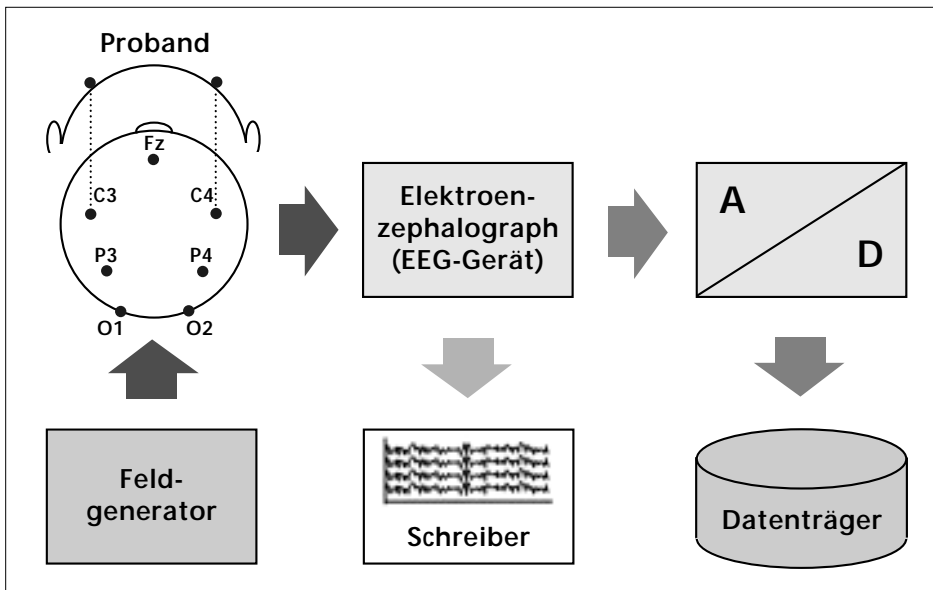 Proband
Fz
C3
C4
P3
P4
O1
O2
Elektroen-
zephalograph
(EEG-Gerät)
A
D
Feld-
generator
Schreiber
Datenträger